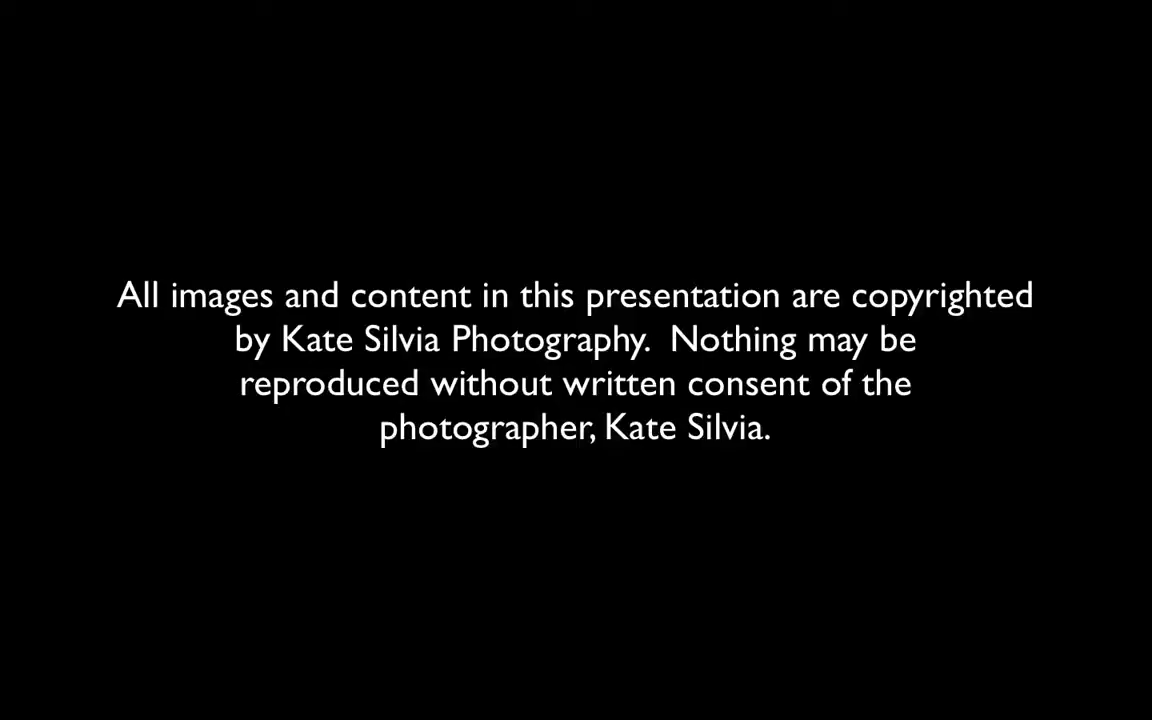 All images and content in this presentation are copyrighted
by Kate Silvia Photography.  Nothing may be
reproduced without written consent of the
photographer, Kate Silvia.